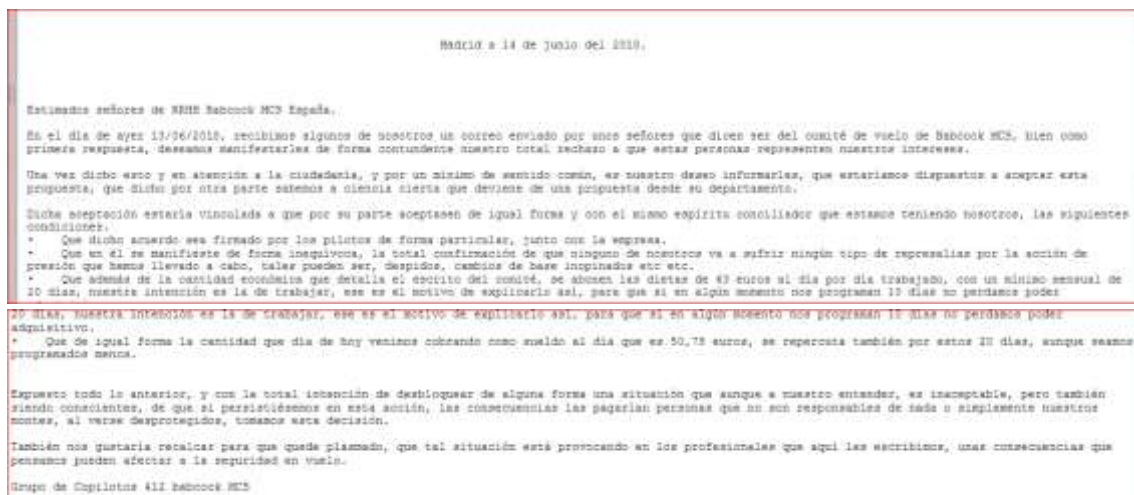 Madrid a 14 de junio del 2018.
Estimados señores de RRHH Babcock MCS España.
En el día de ayer 13/06/2018, recibimos algunos de nosotros un correo enviado por unos señores que dicen ser del comité de vuelo de Babcock MCS, bien como
primera respuesta, deseamos manifestarles de forma contundente nuestro total rechazo a que estas personas representen nuestros intereses.
Una vez dicho esto y en atención a la ciudadanía, y por un mínimo de sentido común, es nuestro deseo informarles, que estaríamos dispuestos a aceptar esta
propuesta, que dicho por otra parte sabemos a ciencia cierta que deviene de una propuesta desde su departamento.
Dicha aceptación estaría vinculada a que por su parte aceptasen de igual forma y con el mismo espíritu conciliador que estamos teniendo nosotros, las siguientes
condiciones.
• Que dicho acuerdo sea firmado por los pilotos de forma particular, junto con la empresa.
• Que en él se manifieste de forma inequívoca, la total confirmación de que ninguno de nosotros va a sufrir ningún tipo de represalias por la acción de
presión que hemos llevado a cabo, tales pueden ser, despidos, cambios de base inopinados etc etc.
• Que además de la cantidad económica que detalla el escrito del comité, se abonen las dietas de 43 euros al día por día trabajado, con un mínimo mensual de
20 días, nuestra intención es la de trabajar, ese es el motivo de explicarlo así, para que si en algún momento nos programan 10 días no perdamos poder
20 días, nuestra intención es la de trabajar, ese es el motivo de explicarlo así, para que si en algún momento nos programan 10 días no perdamos poder
adquisitivo.
• Que de igual forma la cantidad que día de hoy venimos cobrando como sueldo al día que es 50,75 euros, se repercuta también por estos 20 días, aunque seamos
programados menos.
Expuesto todo lo anterior, y con la total intención de desbloquear de alguna forma una situación que aunque a nuestro entender, es inaceptable, pero también
siendo conscientes, de que si persistiésemos en esta acción, las consecuencias las pagarían personas que no son responsables de nada o simplemente nuestros
montes, al verse desprotegidos, tomamos esta decisión.
También nos gustaría recalcar para que quede plasmado, que tal situación está provocando en los profesionales que aquí les escribimos, unas consecuencias que
pensamos pueden afectar a la seguridad en vuelo.
Grupo de Copilotos 412 babcock MCS